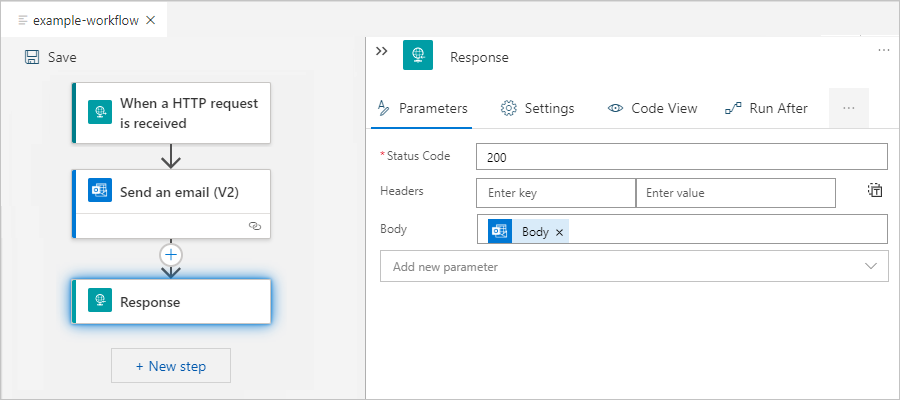 example-workflow
Save
When a HTTP request
is received
Send an email (V2)
Response
+ New step
Response
Parameters
Settings
Code View
Run After
*Status Code
200
Headers
Enter key
Enter value
Body
Body
Add new parameter